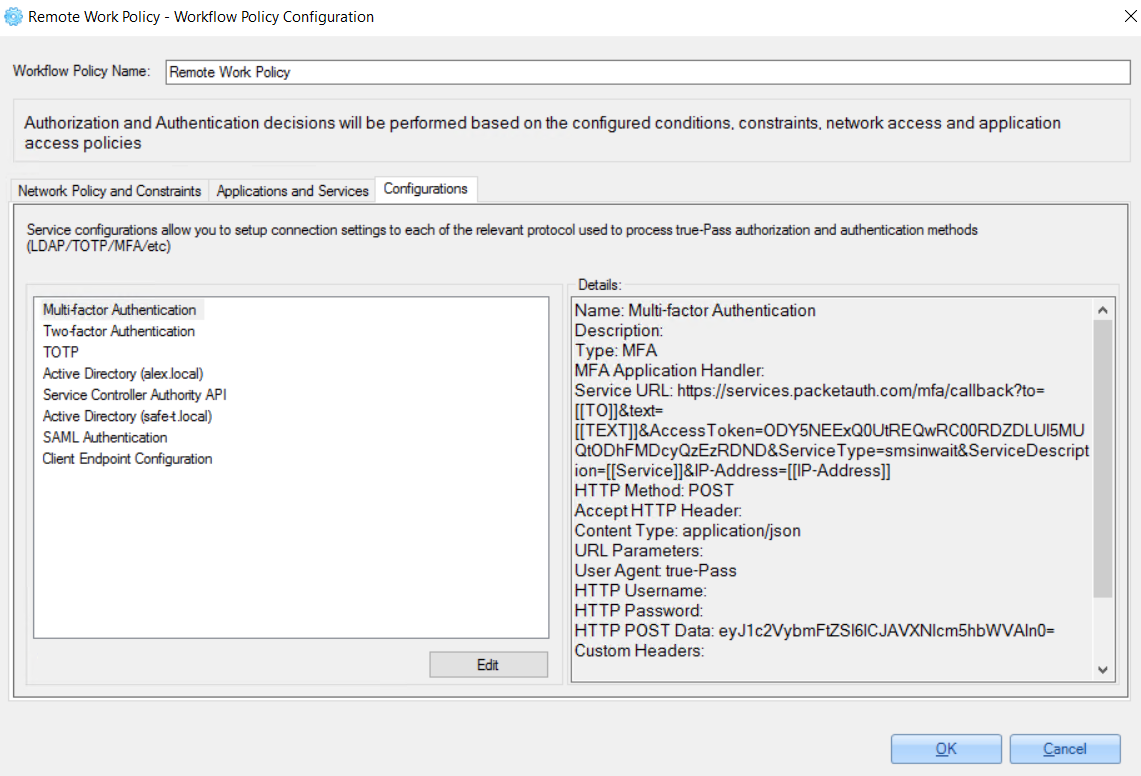 Remote Work Policy - Workflow Policy Configuration
Workflow Policy Name:
Remote Work Policy
Authorization and Authentication decisions will be performed based on the configured conditions, constraints, network access and application
access policies
Network Policy and Constraints
Applications and Services
Configurations
Service configurations allow you to setup connection settings to each of the relevant protocol used to process true-Pass authorization and authentication methods
(LDAP/TOTP/MFA/etc)
Multi-factor Authentication
Two-factor Authentication
TOTP
Active Directory (alex.local)
Service Controller Authority API
Active Directory (safe-t.local)
SAML Authentication
Client Endpoint Configuration
Edit
Details:
Name: Multi-factor Authentication
Description:
Type: MFA
MFA Application Handler:
Service URL: https://services.packetauth.com/mfa/callback?to=
[[TO]]&text=
[[TEXT]]&AccessToken=ODY5NEExQ0UtREQwRC00RDZDLUI5MU
QtODhFMDcyQzEzRDND&ServiceType=smsinwait&ServiceDescript
ion=[[Service]]&IP-Address=[[IP-Address]]
HTTP Method: POST
Accept HTTP Header:
Content Type: application/json
URL Parameters:
User Agent: true-Pass
HTTP Username:
HTTP Password:
HTTP POST Data: eyJ1c2VybmFtZSI6ICJAVXNlcm5hbWVAIn0=
Custom Headers:
OK
Cancel